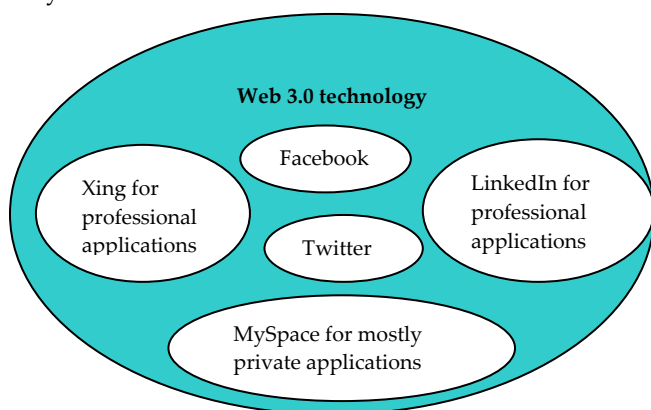 Web 3.0 technology
Facebook
Xing for
professional
applications
LinkedIn for
professional
applications
Twitter
MySpace for mostly
private applications